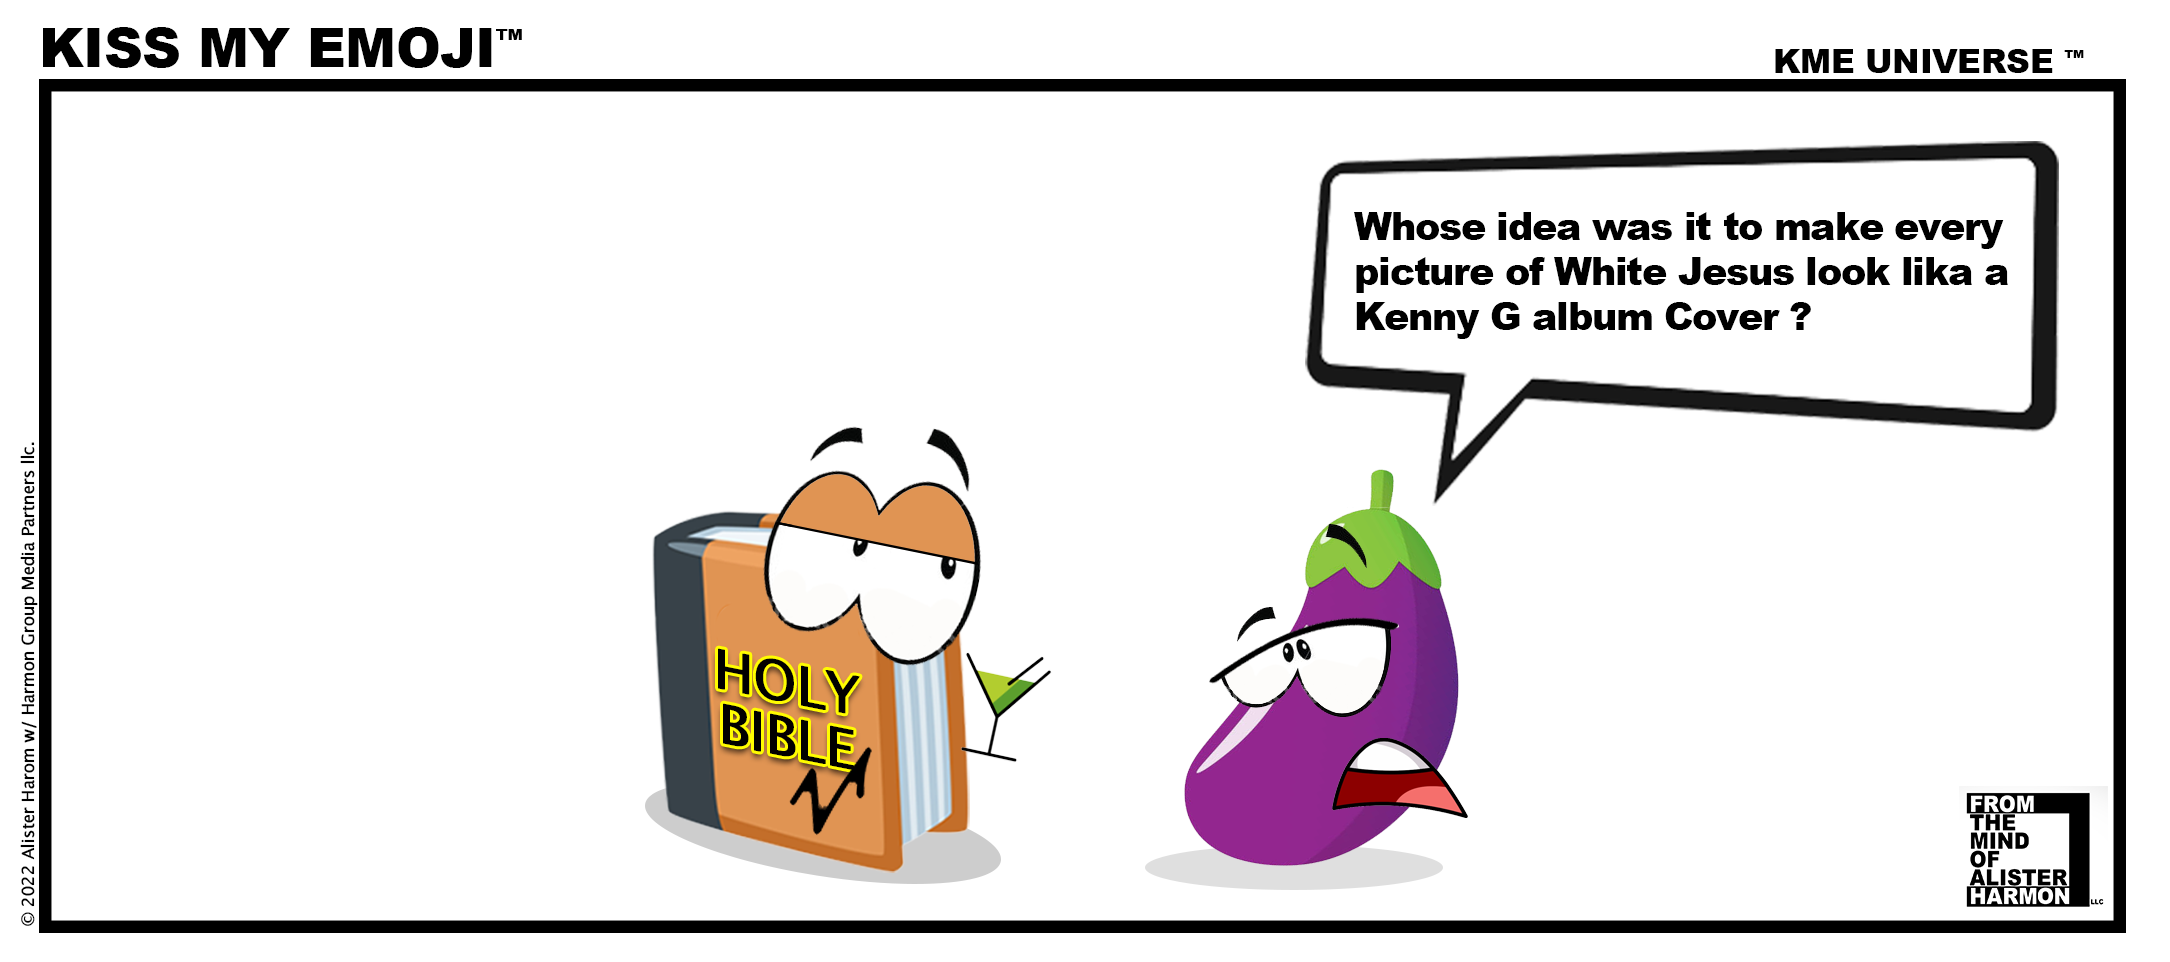 KISS MY EMOJI™
KME UNIVERSE ™
Whose idea was it to make every
picture of White Jesus look lika a
Kenny G album Cover ?
HOLY
BIBLE
© 2022 Alister Harom w/ Harmon Group Media Partners llc.
FROM
THE
MIND
OF
ALISTER
HARMON
LLC